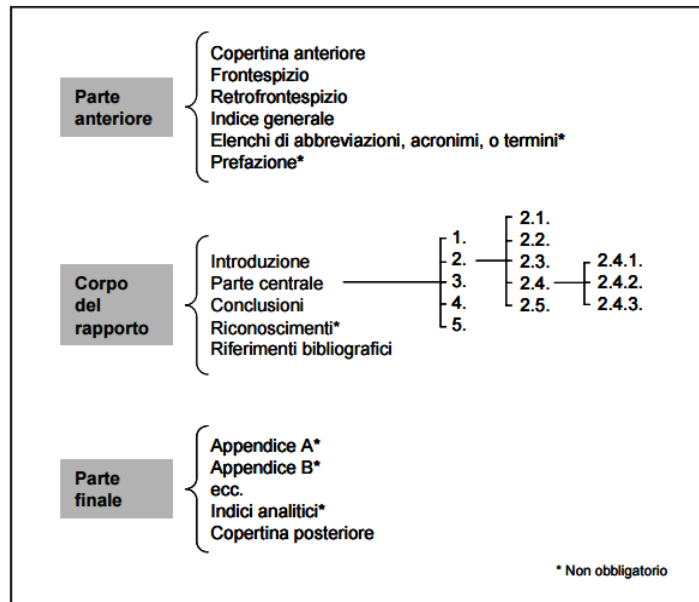 Parte
anteriore
Copertina anteriore
Frontespizio
Retrofrontespizio
Indice generale
Elenchi di abbreviazioni, acronimi, o termini*
Prefazione*
Corpo
del
rapporto
Introduzione
Parte centrale
Conclusioni
Riconoscimenti*
Riferimenti bibliografici
1.
2.
3.
4.
5.
2.1.
2.2.
2.3.
2.4.
2.5.
2.4.1.
2.4.2.
2.4.3.
Parte
finale
Appendice A*
Appendice B*
ecc.
Indici analitici*
Copertina posteriore
* Non obbligatorio